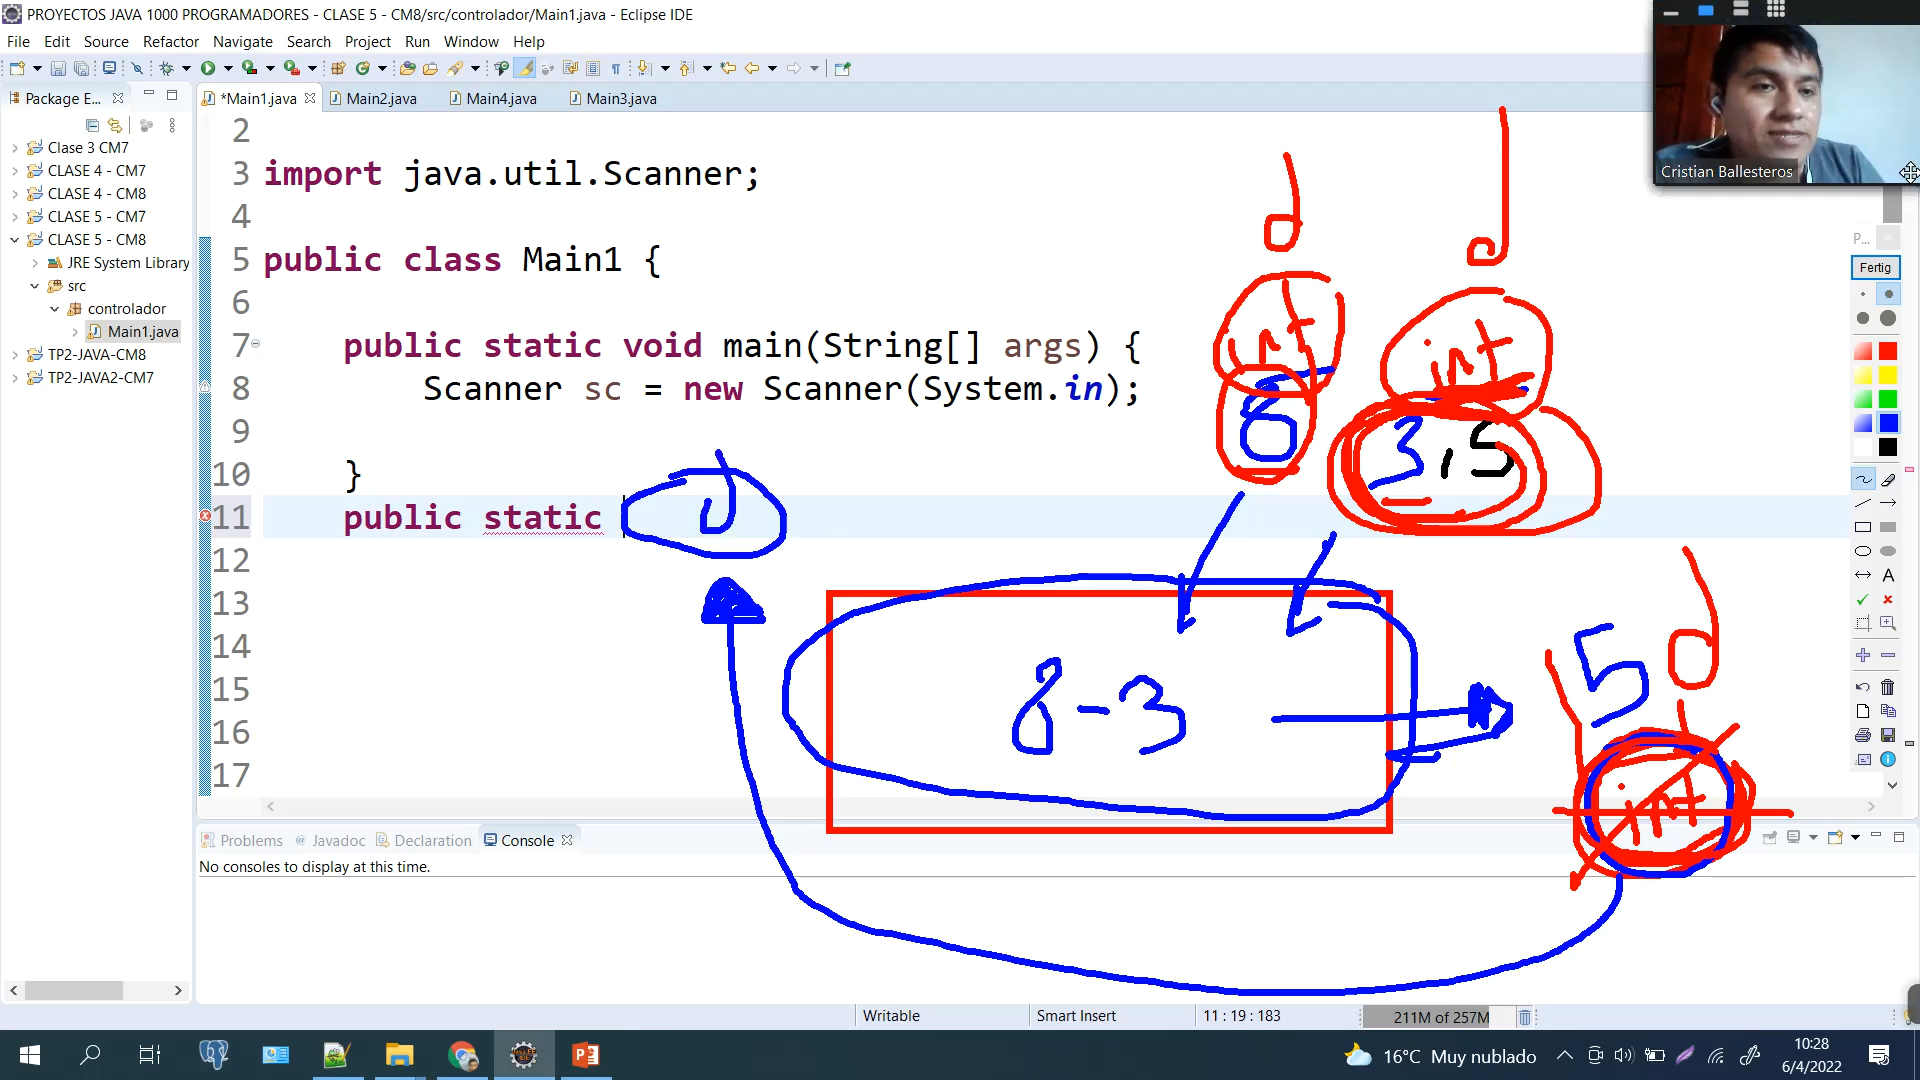 PROYECTOS JAVA 1000 PROGRAMADORES - CLASE 5 - CM8/src/controlador/Main1.java - Eclipse IDE
File Edit Source Refactor Navigate Search Project Run Window Help
Package E...
*Main1.java Main2.java Main4.java Main3.java
Clase 3 CM7
CLASE 4 - CM7
CLASE 4 - CM8
CLASE 5 - CM7
CLASE 5 - CM8
JRE System Library
src
controlador
Main1.java
TP2-JAVA-CM8
TP2-JAVA2-CM7
2
3 import java.util.Scanner;
4
5 public class Main1 {
6
7 public static void main(String[] args) {
8 Scanner sc = new Scanner(System.in);
9
10 }
11 public static
12
13
14
15
16
17
d d
int int
8 3,5
d
8-3
5 d
int
Cristian Ballesteros
P...
Fertig
A
Problems Javadoc Declaration Console
No consoles to display at this time.
Writable Smart Insert 11 : 19 : 183 211M of 257M
16°C Muy nublado
10:28
6/4/2022